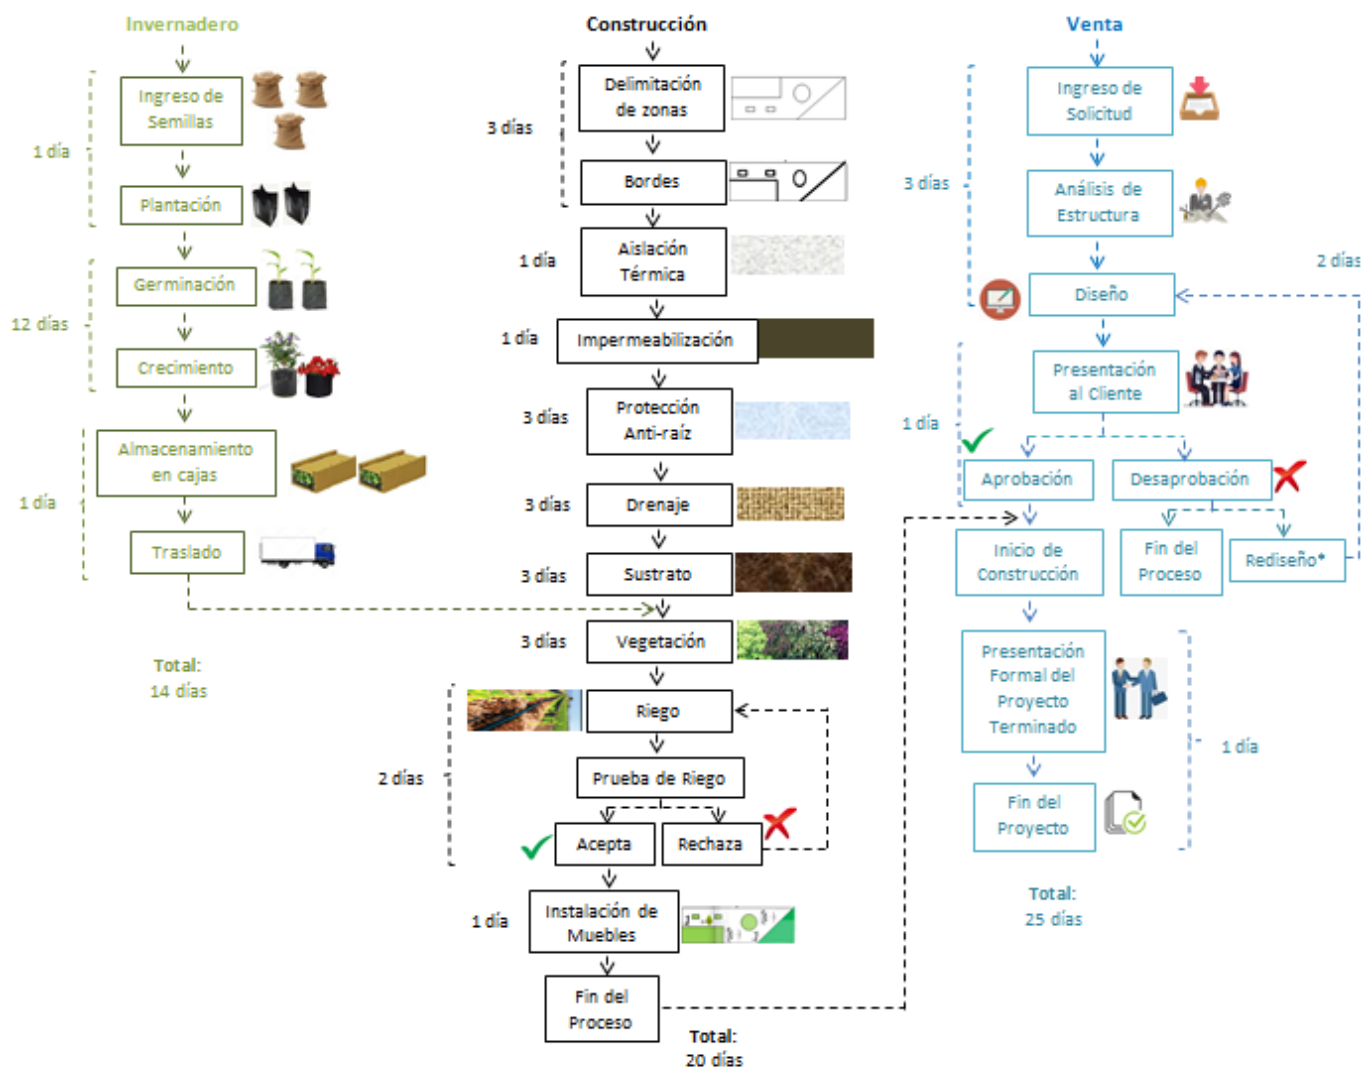 Invernadero
Ingreso de
Semillas
1 día
Plantación
Germinación
12 días
Crecimiento
Almacenamiento
en cajas
1 día
Traslado
Total:
14 días
Construcción
Delimitación
de zonas
3 días
Bordes
Aislación
Térmica
1 día
Impermeabilización
1 día
Protección
Anti-raíz
3 días
Drenaje
3 días
Sustrato
3 días
Vegetación
3 días
Riego
Prueba de Riego
2 días
Acepta
Rechaza
Instalación de
Muebles
1 día
Fin del
Proceso
Total:
20 días
Venta
Ingreso de
Solicitud
Análisis de
Estructura
3 días
Diseño
2 días
Presentación
al Cliente
1 día
Aprobación
Desaprobación
Inicio de
Construcción
Fin del
Proceso
Rediseño*
Presentación
Formal del
Proyecto
Terminado
1 día
Fin del
Proyecto
Total:
25 días